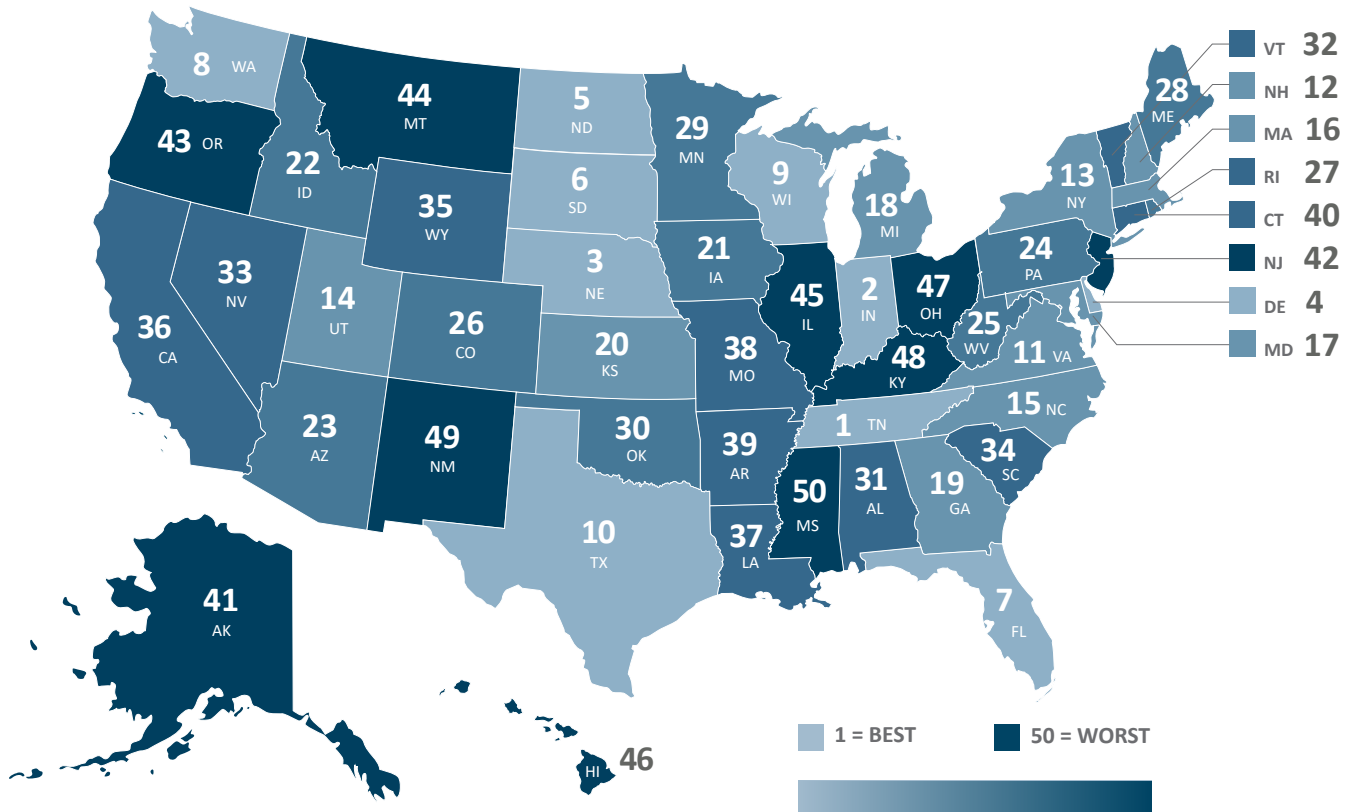 8 WA
44
MT
5
ND
29
MN
28
ME
VT 32
NH 12
MA 16
RI 27
CT 40
NJ 42
DE 4
MD 17
43 OR
22
ID
35
WY
6
SD
9
WI
18
MI
13
NY
33
NV
14
UT
3
NE
21
IA
24
PA
36
CA
26
CO
20
KS
38
MO
45
IL
2
IN
47
OH
25
WV
48
KY
11 VA
15 NC
23
AZ
49
NM
30
OK
39
AR
1 TN
34
SC
10
TX
37
LA
50
MS
31
AL
19
GA
7
FL
41
AK
HI 46
1 = BEST
50 = WORST